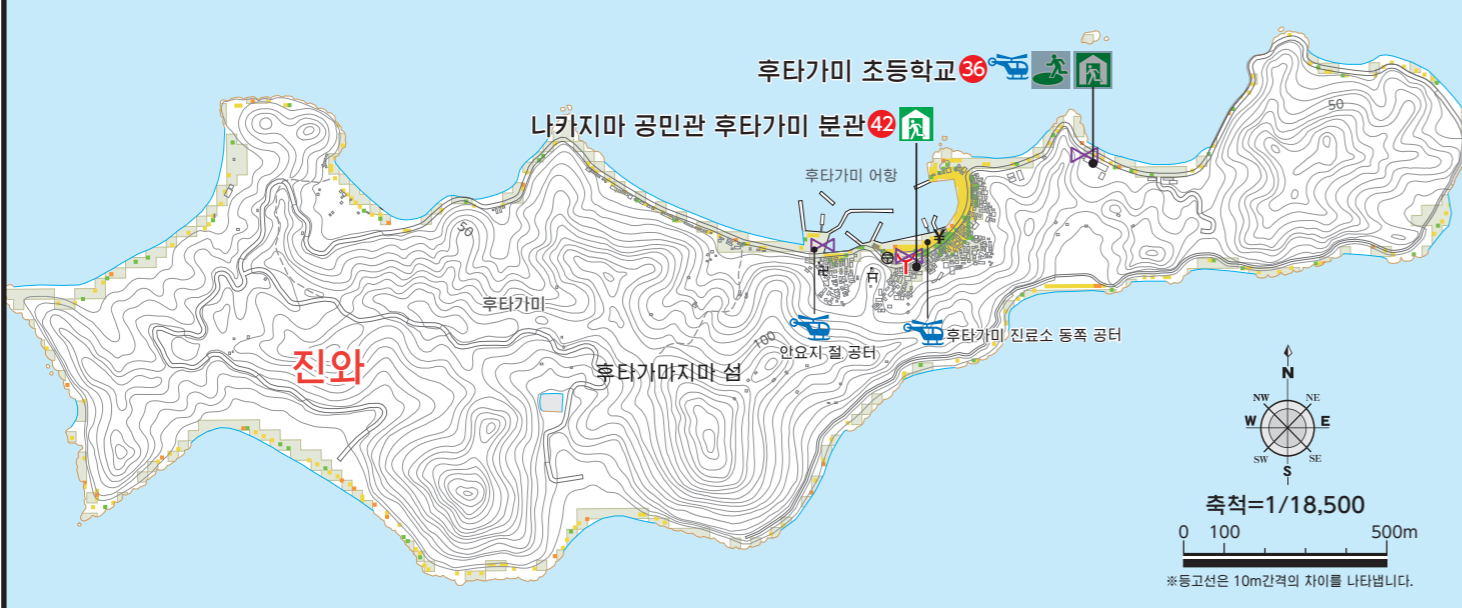 후타가미 초등학교 36
나카지마 공민관 후타가미 분관 42
50
후타가미 어항
50
후타가미
100
안요지 절 공터
후타가미 진료소 동쪽 공터
진와
후타가마지마 섬
N
NW NE
W E
SW SE
S
축척=1/18,500
0 100 500m
※등고선은 10m간격의 차이를 나타냅니다.